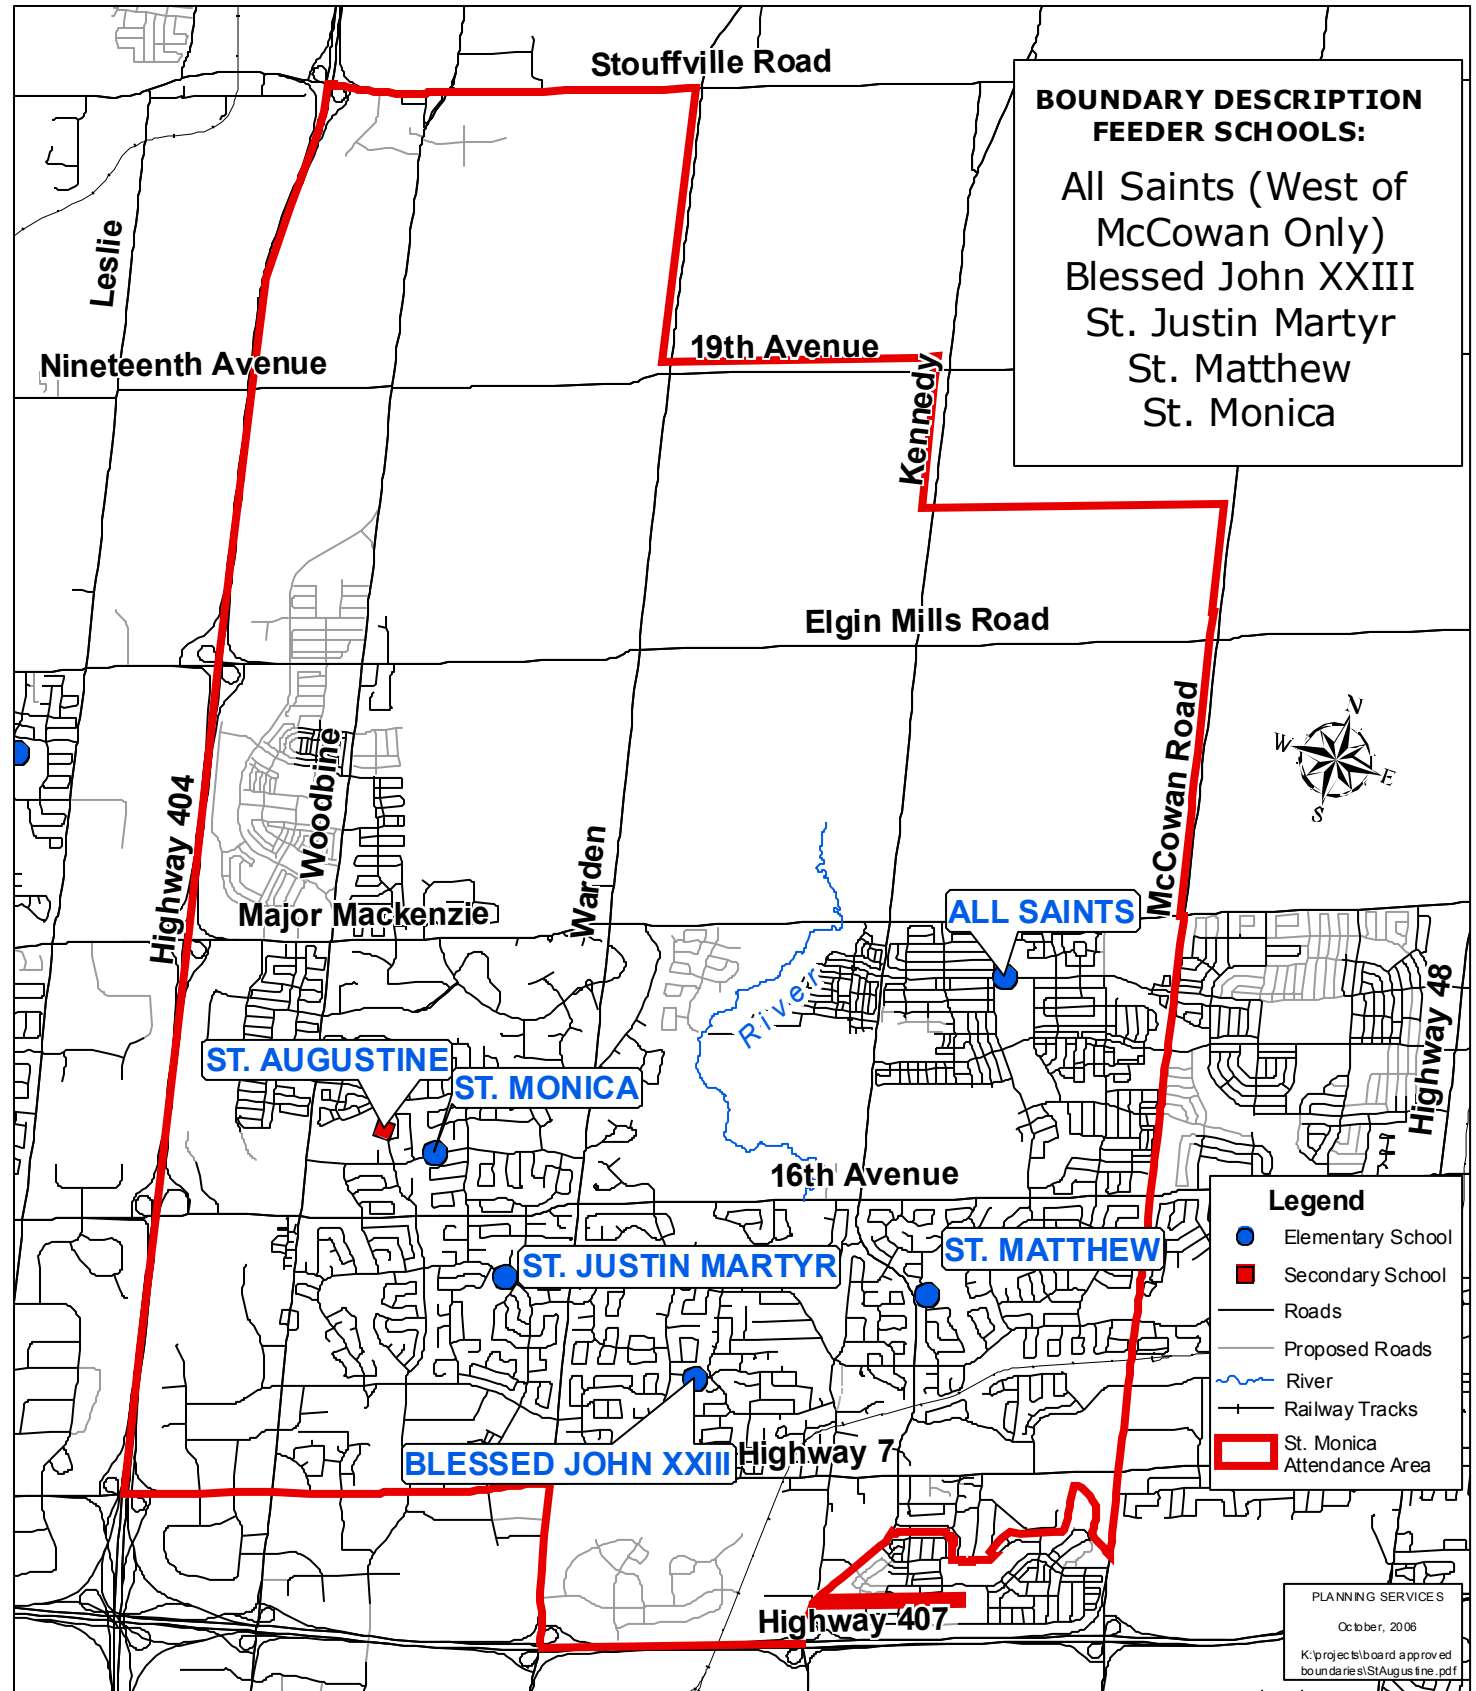 Stouffville Road
BOUNDARY DESCRIPTION
FEEDER SCHOOLS:
All Saints (West of
McCowan Only)
Blessed John XXIII
St. Justin Martyr
St. Matthew
St. Monica
Leslie
Nineteenth Avenue
19th Avenue
Kennedy
Elgin Mills Road
McCowan Road
N
W
E
S
Woodbine
Highway 404
Warden
Major Mackenzie
ALL SAINTS
River
Highway 48
ST. AUGUSTINE
ST. MONICA
16th Avenue
ST. MATTHEW
ST. JUSTIN MARTYR
BLESSED JOHN XXIII
Highway 7
Highway 407
Legend
Elementary School
Secondary School
Roads
Proposed Roads
River
Railway Tracks
St. Monica
Attendance Area
PLANNING SERVICES
October, 2006
K:\projects\board approved
boundaries\StAugustine.pdf